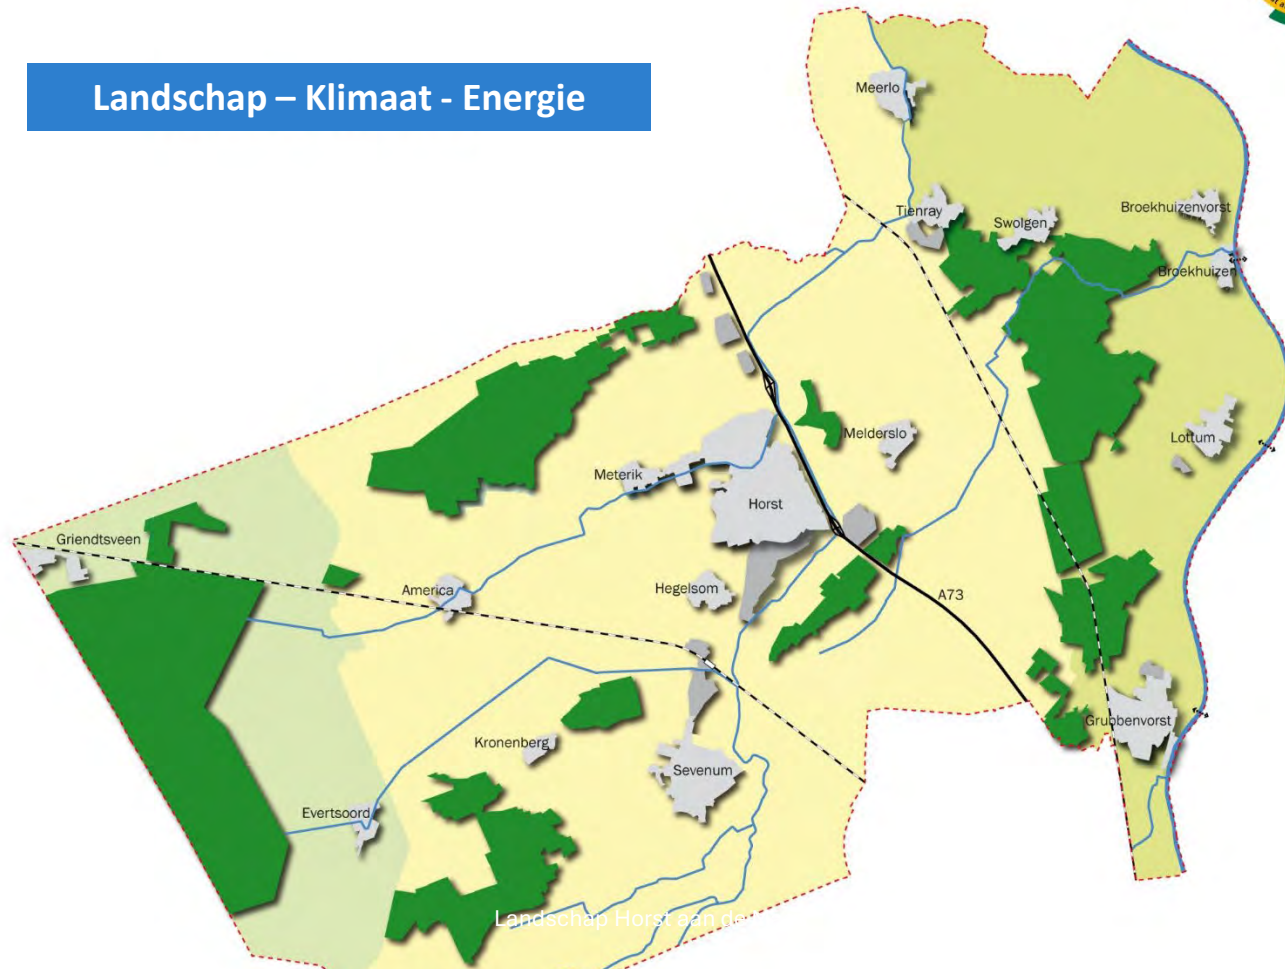 Landschap – Klimaat - Energie
Meerlo
Tienray
Swolgen
Broekhuizenvorst
Broekhuizen
Melderslo
Lottum
Meterik
Horst
Griendtsveen
America
Hegelsom
A73
Grubbenvorst
Kronenberg
Sevenum
Evertsoord
Landschap Horst aan de